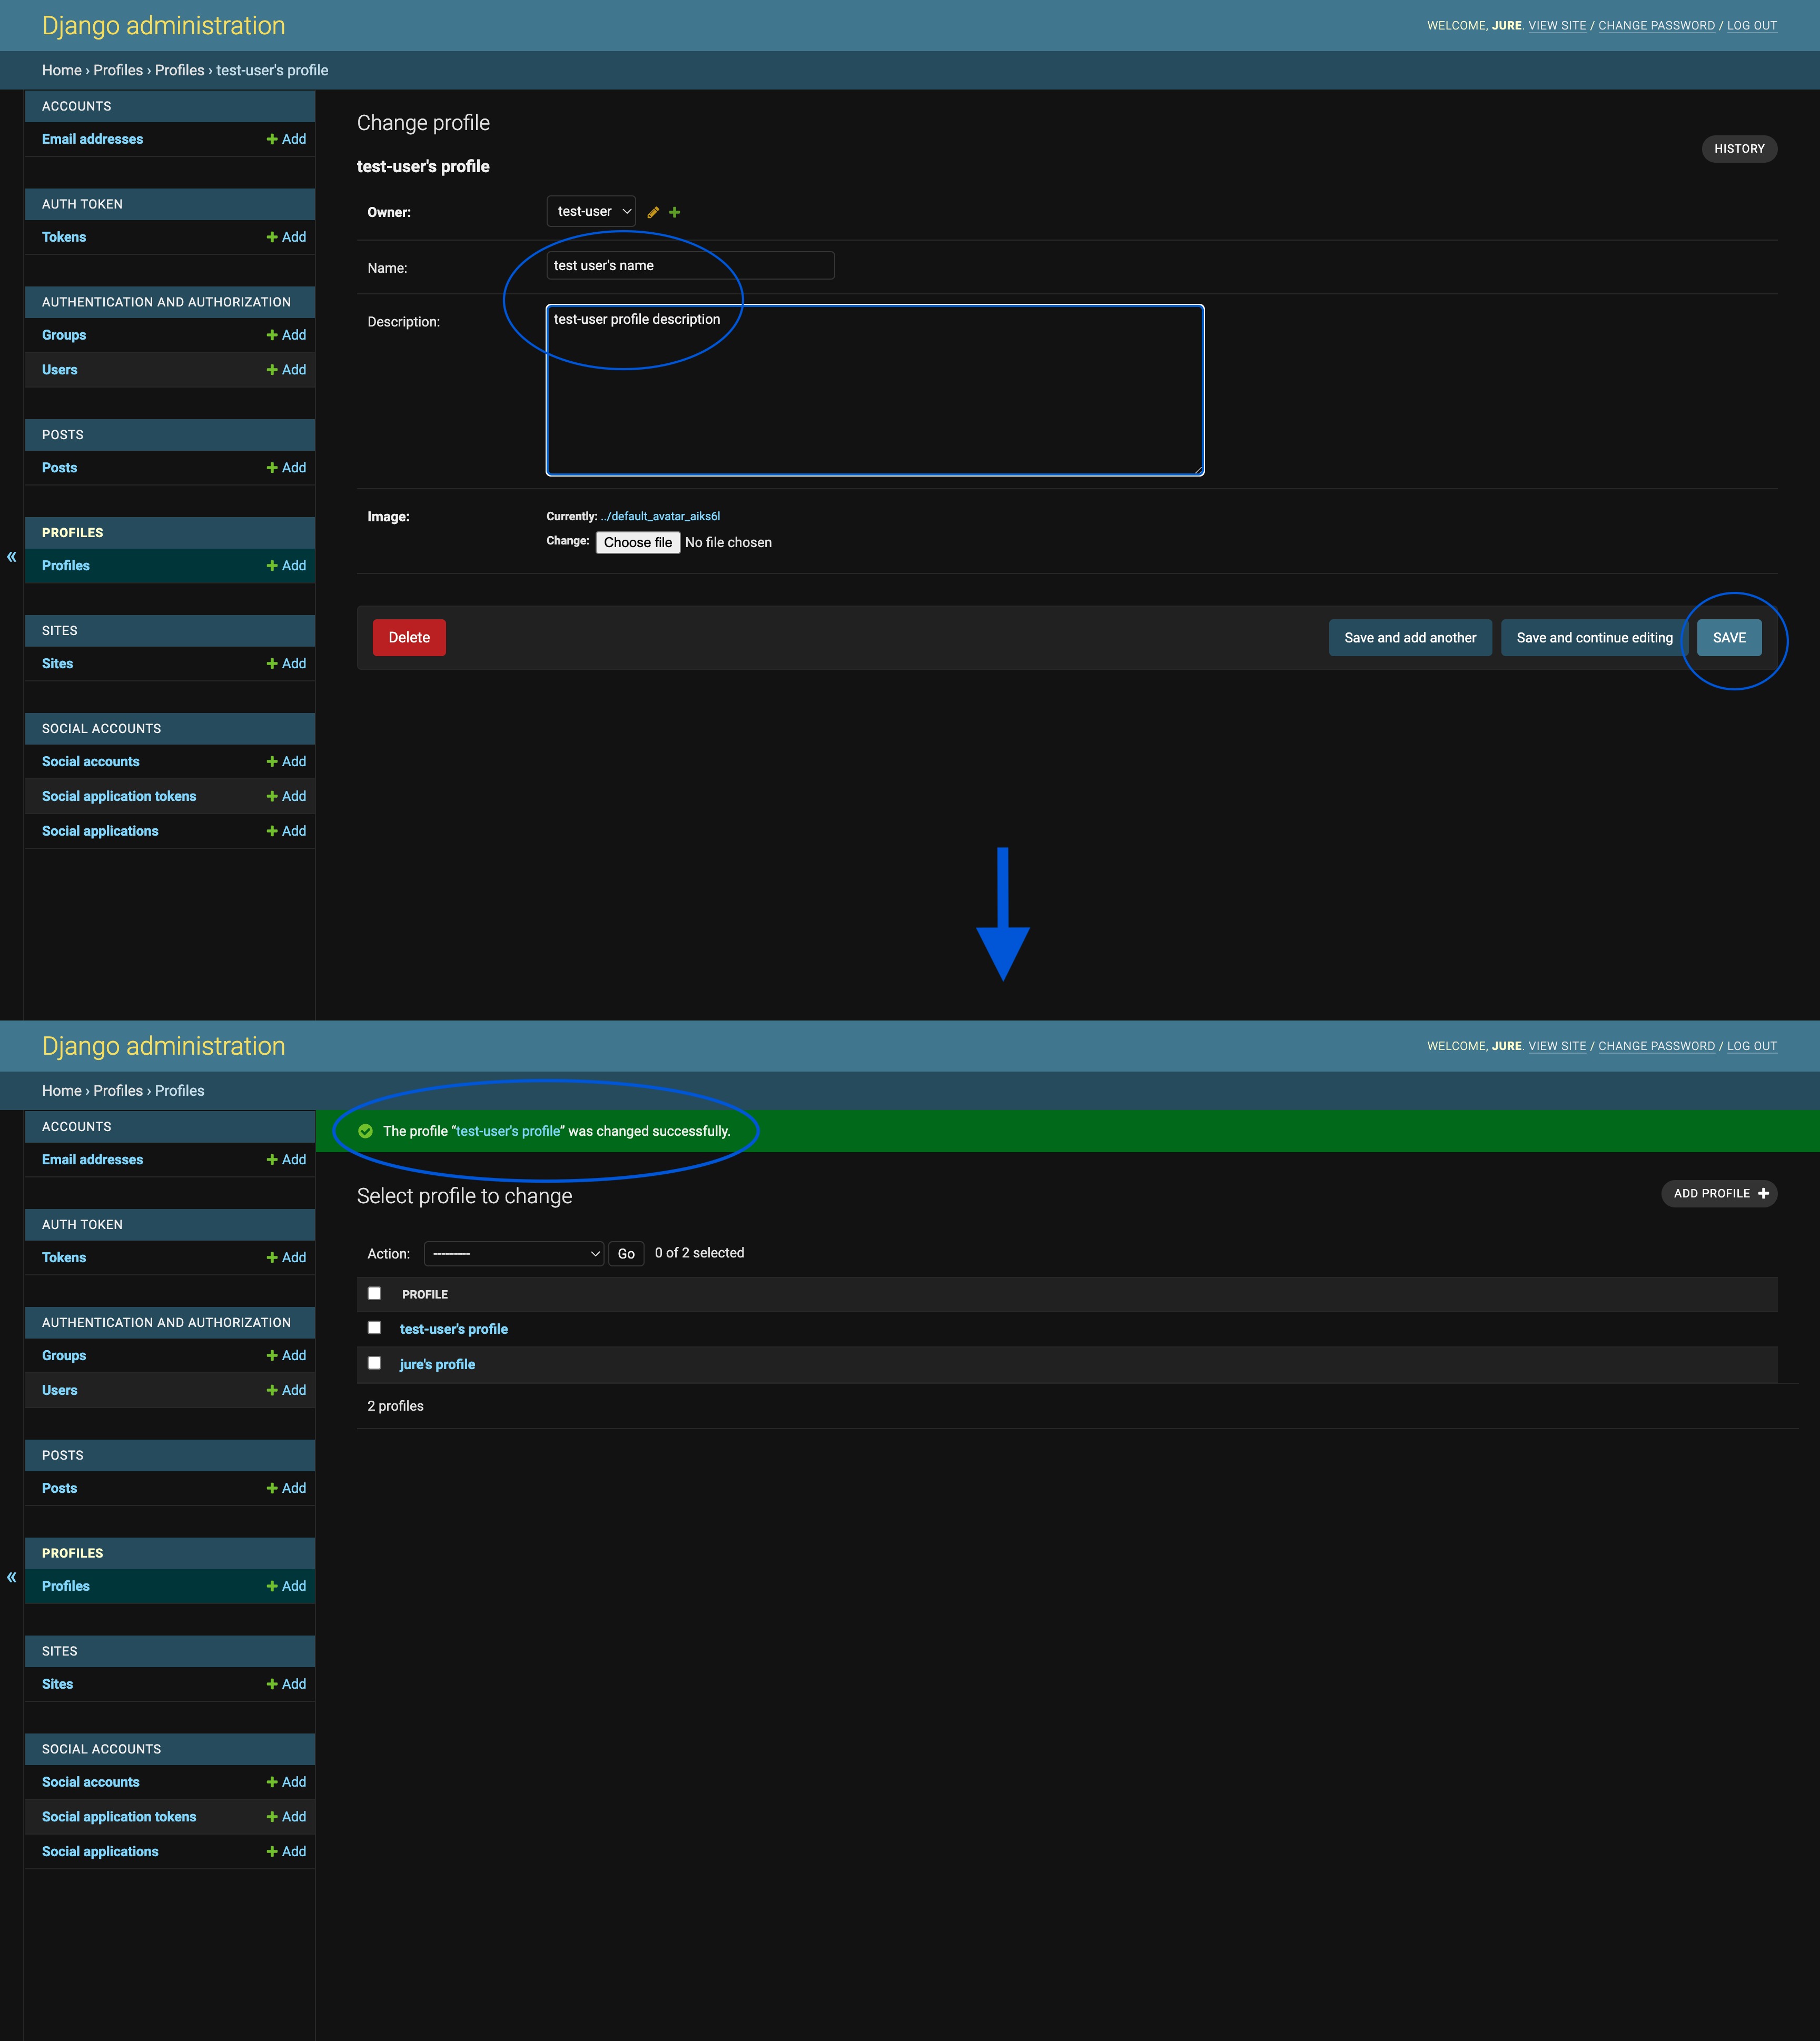 Django administration
WELCOME, JURE. VIEW SITE / CHANGE PASSWORD / LOG OUT
Home › Profiles › Profiles › test-user's profile
ACCOUNTS
Email addresses + Add
AUTH TOKEN
Tokens + Add
AUTHENTICATION AND AUTHORIZATION
Groups + Add
Users + Add
POSTS
Posts + Add
PROFILES
«
Profiles + Add
SITES
Sites + Add
SOCIAL ACCOUNTS
Social accounts + Add
Social application tokens + Add
Social applications + Add
Change profile
HISTORY
test-user's profile
Owner: test-user
Name: test user's name
Description: test-user profile description
Image: Currently: ../default_avatar_aiks6l
Change: Choose file No file chosen
Delete Save and add another Save and continue editing SAVE
Django administration
WELCOME, JURE. VIEW SITE / CHANGE PASSWORD / LOG OUT
Home › Profiles › Profiles
ACCOUNTS
Email addresses + Add
AUTH TOKEN
Tokens + Add
AUTHENTICATION AND AUTHORIZATION
Groups + Add
Users + Add
POSTS
Posts + Add
PROFILES
«
Profiles + Add
SITES
Sites + Add
SOCIAL ACCOUNTS
Social accounts + Add
Social application tokens + Add
Social applications + Add
The profile “test-user's profile” was changed successfully.
Select profile to change
ADD PROFILE +
Action: --------- Go 0 of 2 selected
PROFILE
test-user's profile
jure's profile
2 profiles